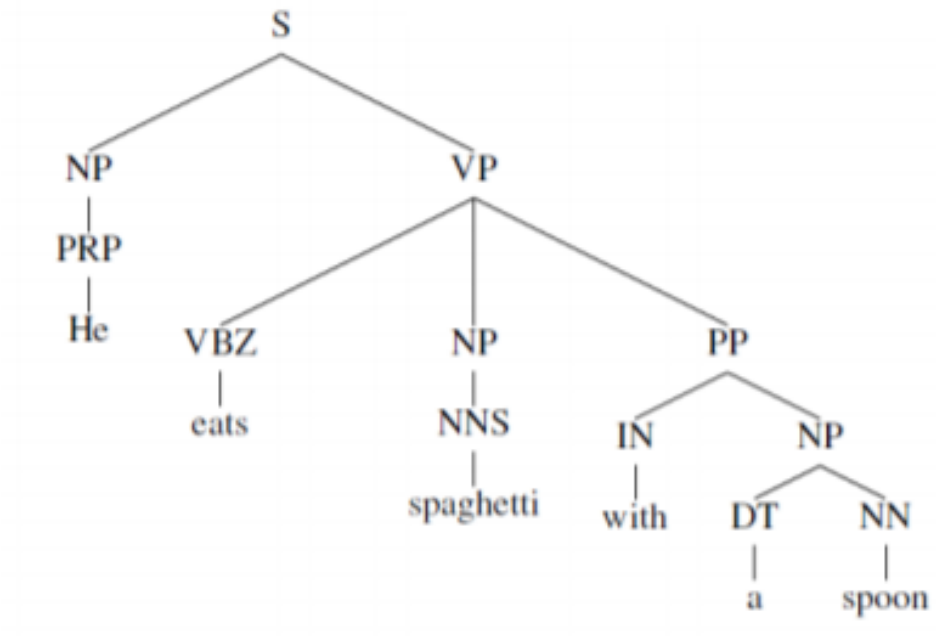 S
NP VP
PRP
He VBZ NP PP
eats NNS IN NP
spaghetti with DT NN
a spoon